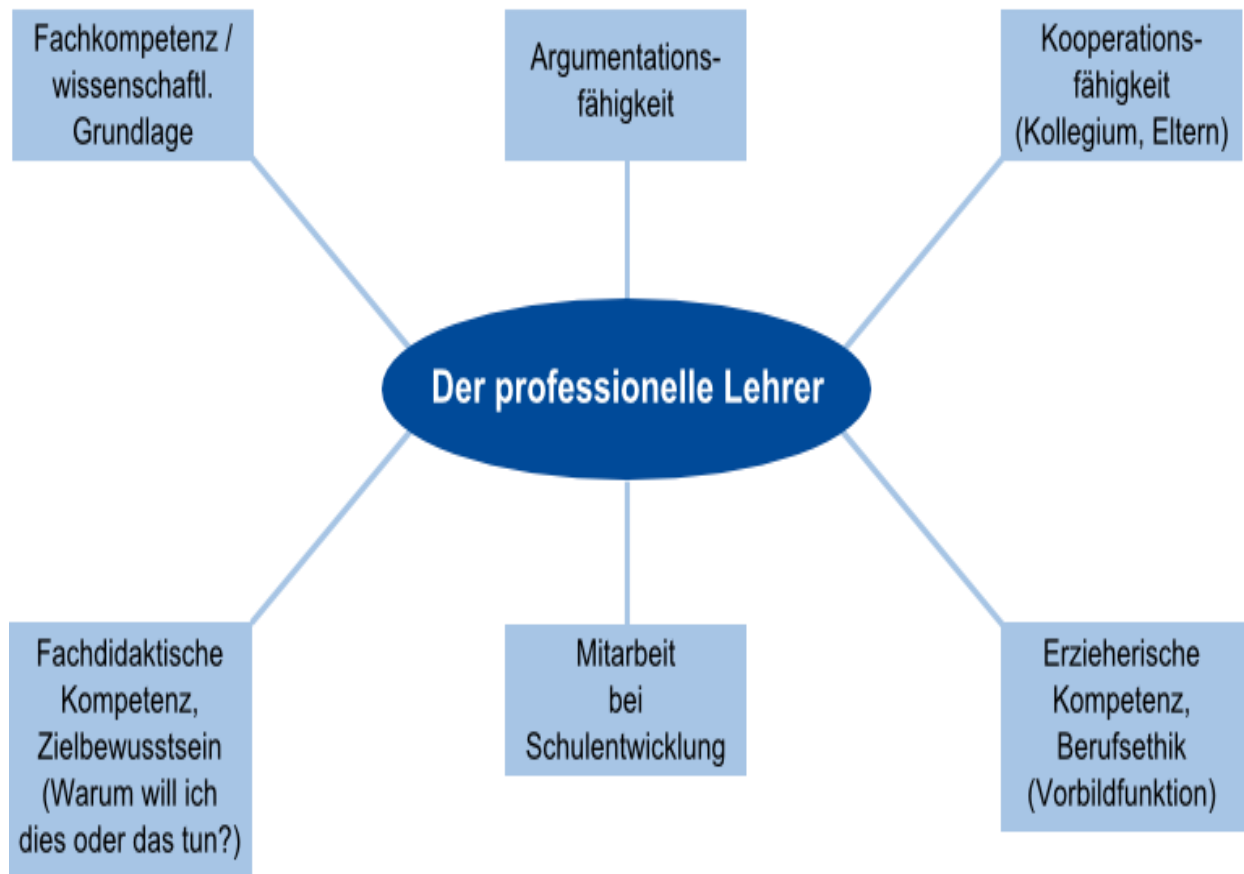 Fachkompetenz /
wissenschaftl.
Grundlage
Argumentations-
fähigkeit
Kooperations-
fähigkeit
(Kollegium, Eltern)
Der professionelle Lehrer
Fachdidaktische
Kompetenz,
Zielbewusstsein
(Warum will ich
dies oder das tun?)
Mitarbeit
bei
Schulentwicklung
Erzieherische
Kompetenz,
Berufsethik
(Vorbildfunktion)